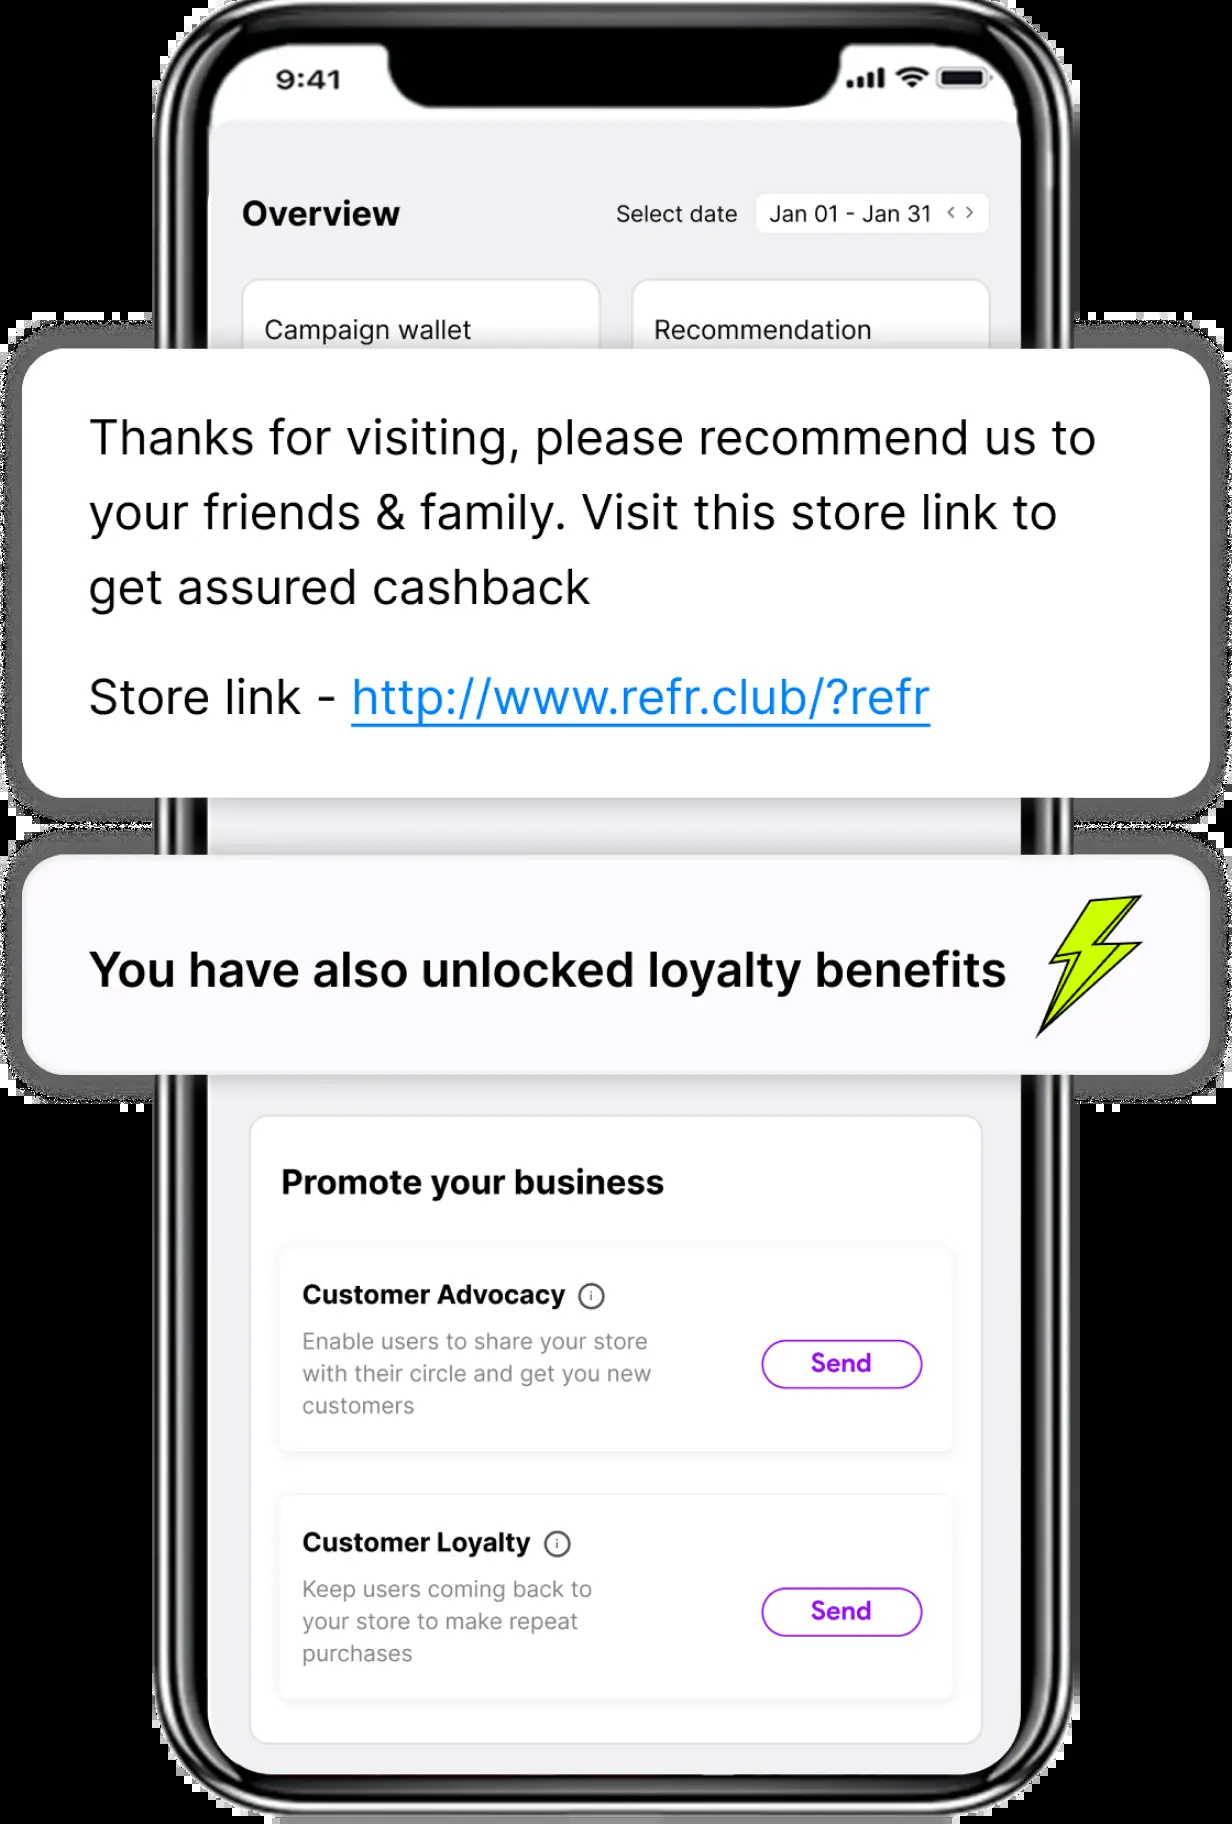 9:41
Overview
Select date
Jan 01 - Jan 31
Campaign wallet
Recommendation
Thanks for visiting, please recommend us to
your friends & family. Visit this store link to
get assured cashback
Store link - http://www.refr.club/?refr
You have also unlocked loyalty benefits
Promote your business
Customer Advocacy
Enable users to share your store
with their circle and get you new
customers
Send
Customer Loyalty
Keep users coming back to
your store to make repeat
purchases
Send